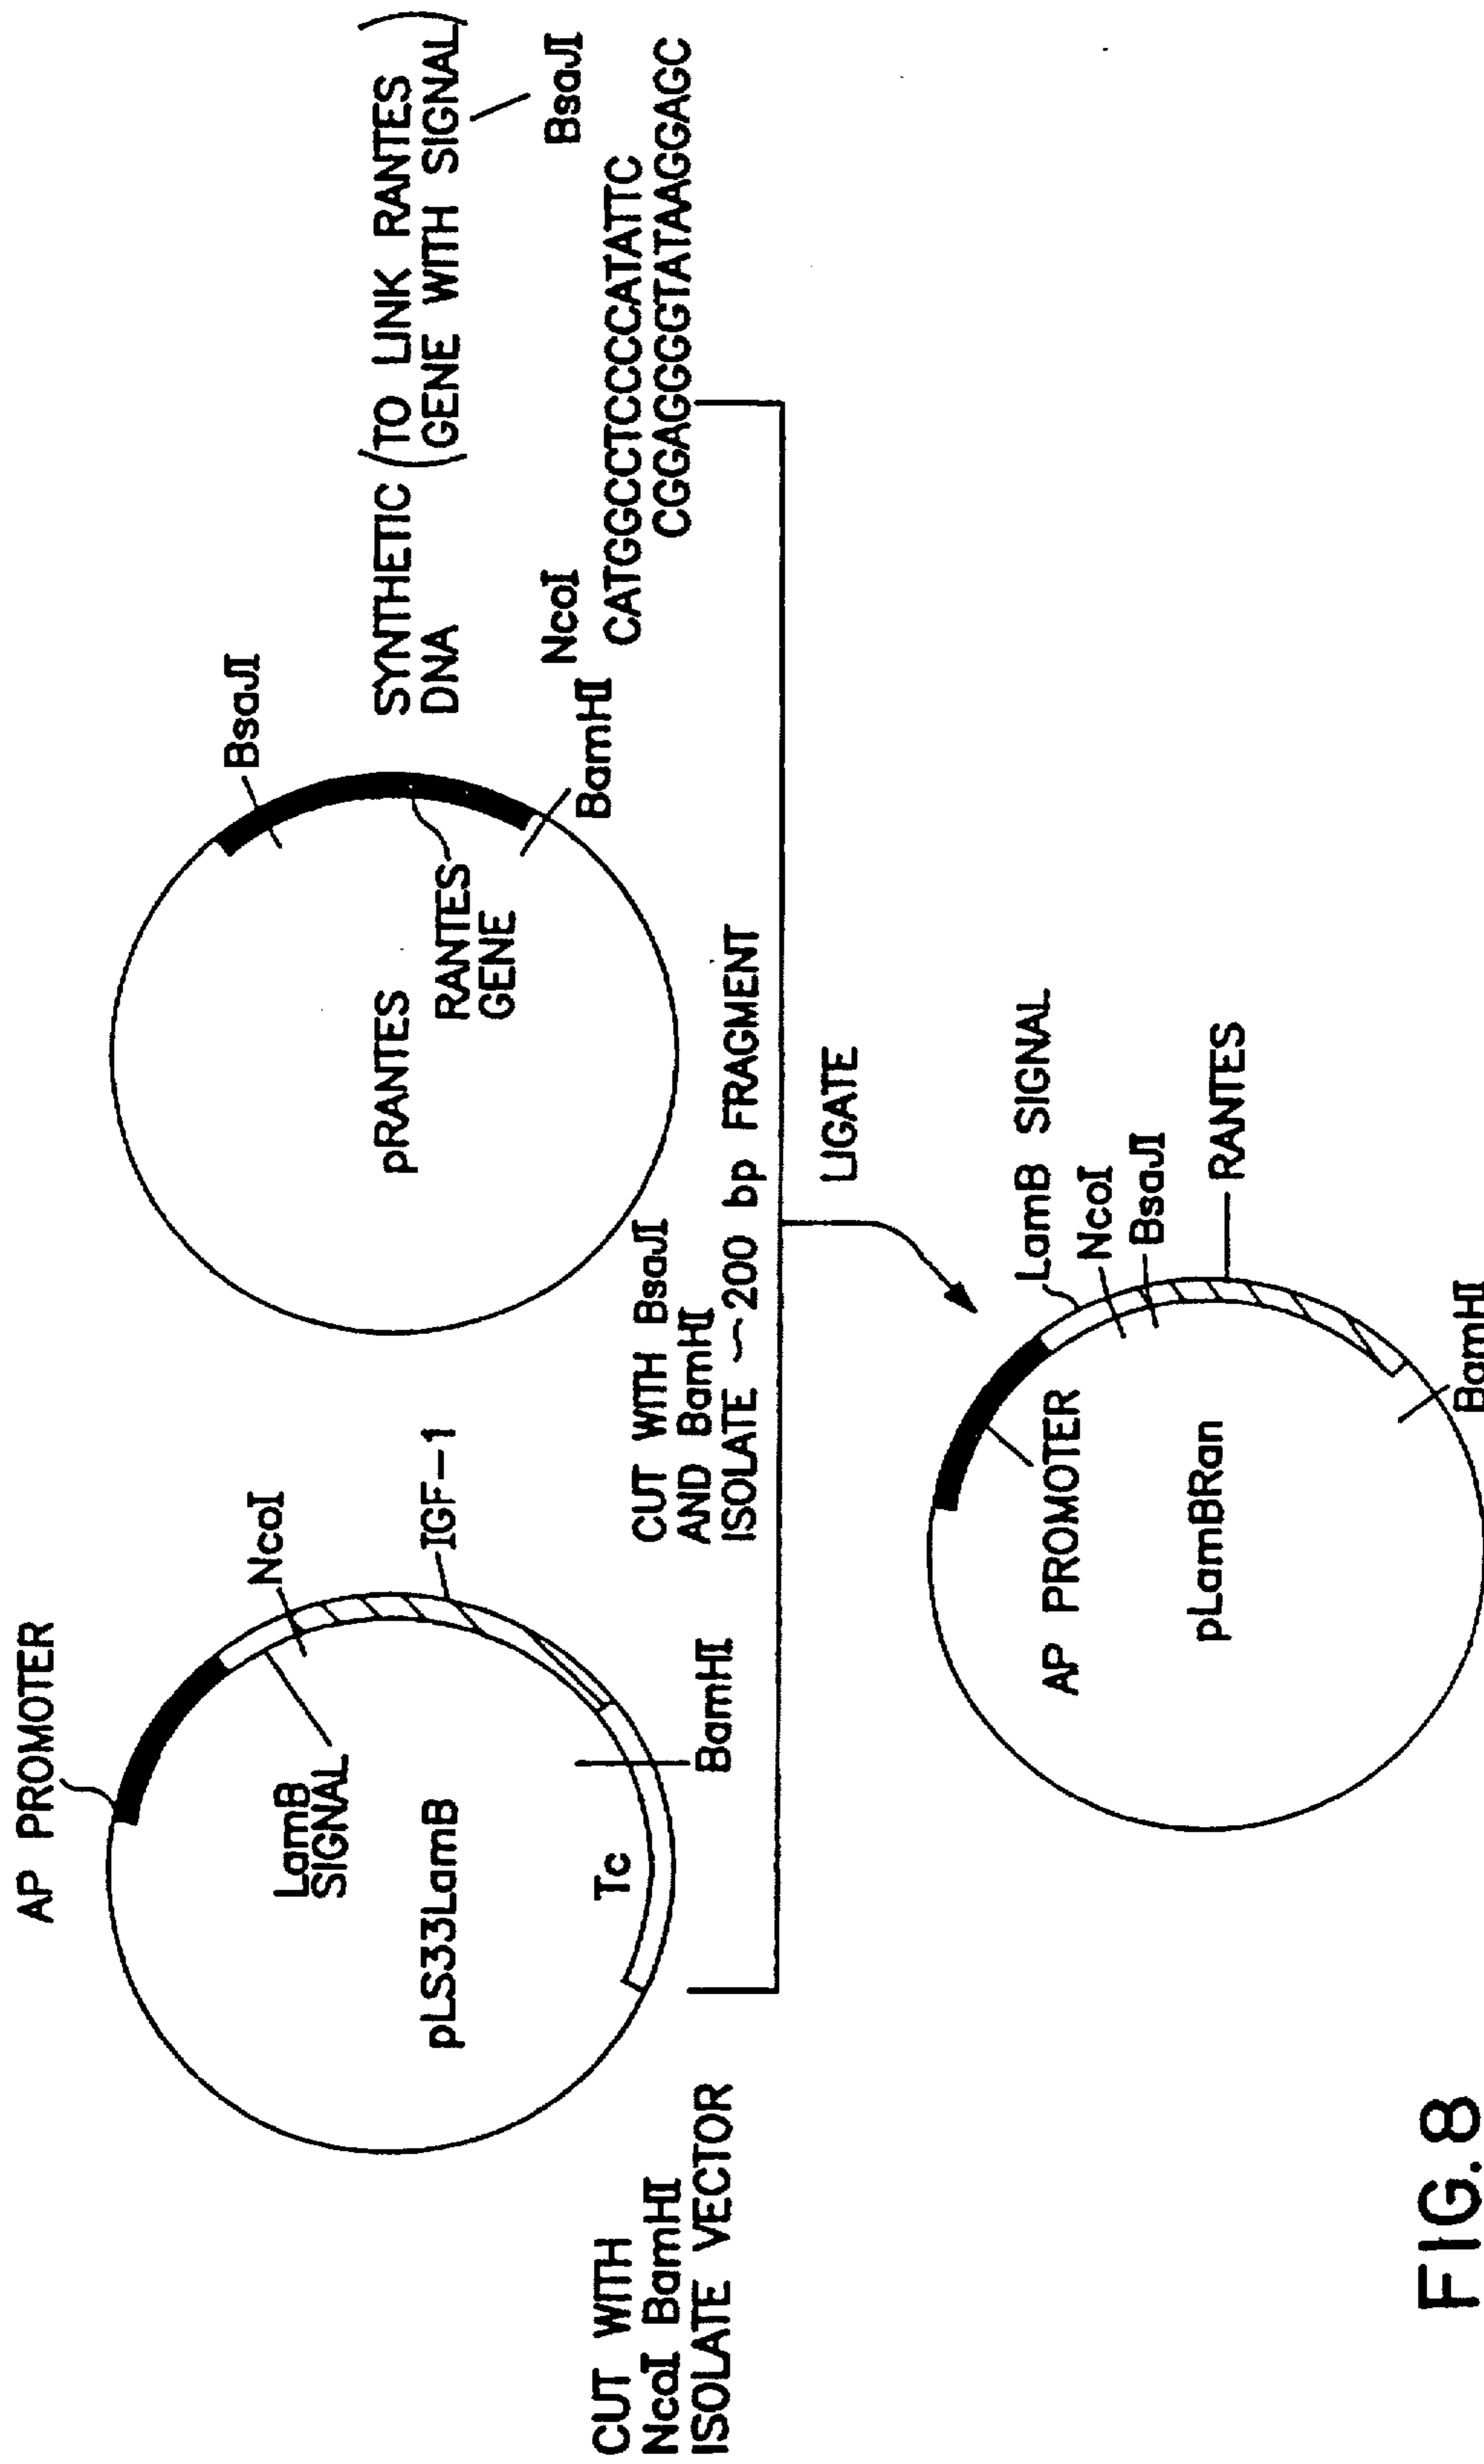 AP PROMOTER
LamB
SIGNAL
NcoI
IGF-1
pLS33LamB
Tc
BamHI
CUT WITH
NcoI BamHI
ISOLATE VECTOR
BsaJI
pRANTES
RANTES
GENE
BamHI
CUT WITH BsaJI
AND BamHI
ISOLATE ~200 bp FRAGMENT
SYNTHETIC (TO LINK RANTES
DNA GENE WITH SIGNAL)
NcoI BsaJI
CATGGCCTCCCCATATTC
CGGAGGGGTATAAGGAGC
LIGATE
LamB SIGNAL
NcoI
BsaJI
RANTES
AP PROMOTER
pLamBRan
BamHI
FIG.8